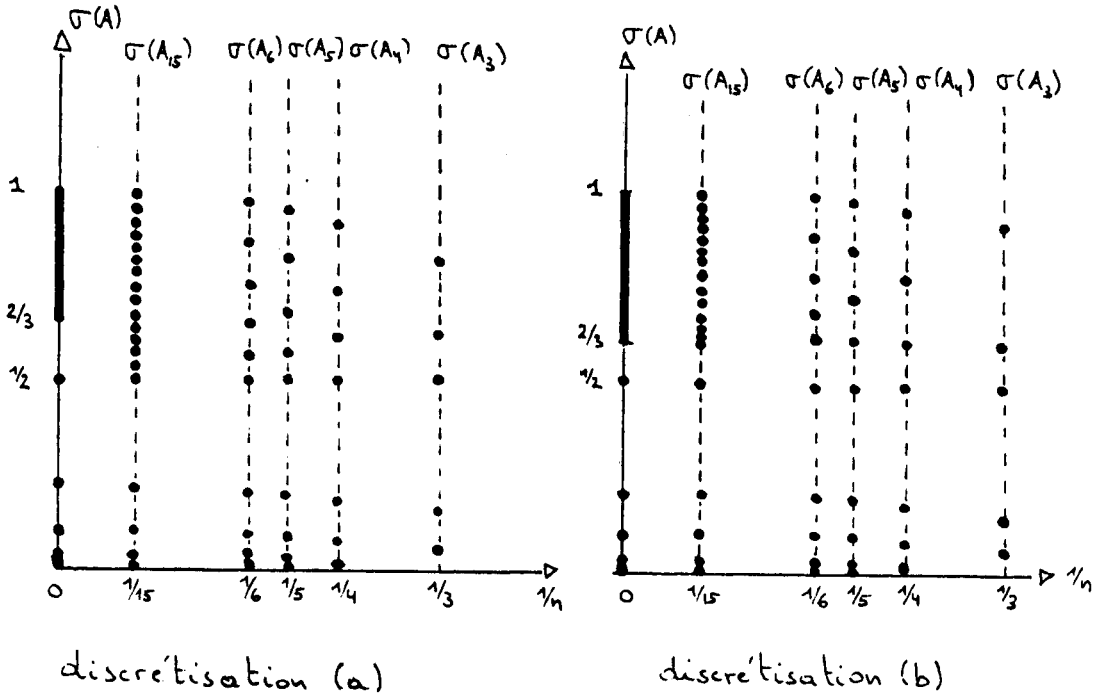 σ(A)
σ(A₁₅) σ(A₆) σ(A₅) σ(A₄) σ(A₃)
1
2/3
1/2
0 1/15 1/6 1/5 1/4 1/3 1/n
discrétisation (a)
σ(A)
σ(A₁₅) σ(A₆) σ(A₅) σ(A₄) σ(A₃)
1
2/3
1/2
0 1/15 1/6 1/5 1/4 1/3 1/n
discrétisation (b)